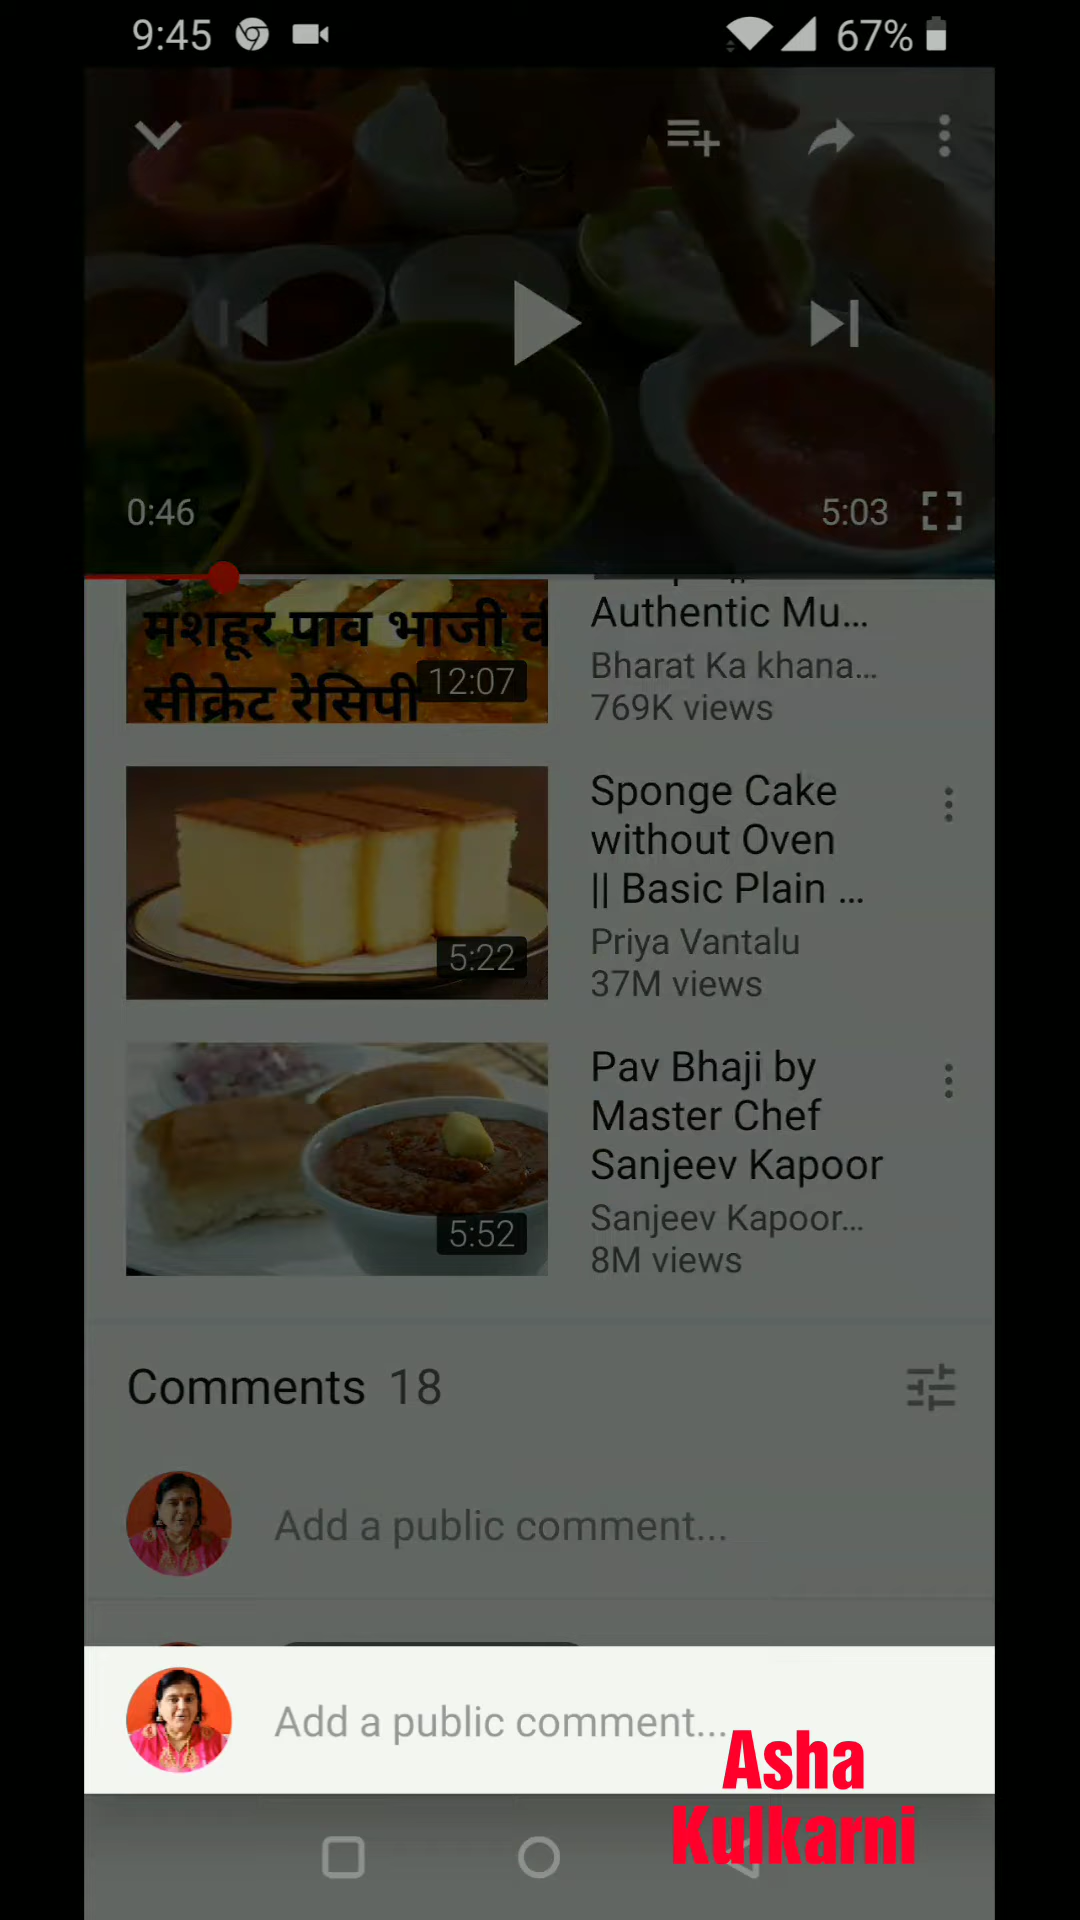 9:45
67%
0:46
5:03
Authentic Mu...
मशहूर पाव भाजी
सीक्रेट रेसिपी
12:07
Bharat Ka khana...
769K views
Sponge Cake
without Oven
|| Basic Plain ...
5:22
Priya Vantalu
37M views
Pav Bhaji by
Master Chef
Sanjeev Kapoor
5:52
Sanjeev Kapoor...
8M views
Comments 18
Add a public comment...
Add a public comment...
Asha
Kulkarni